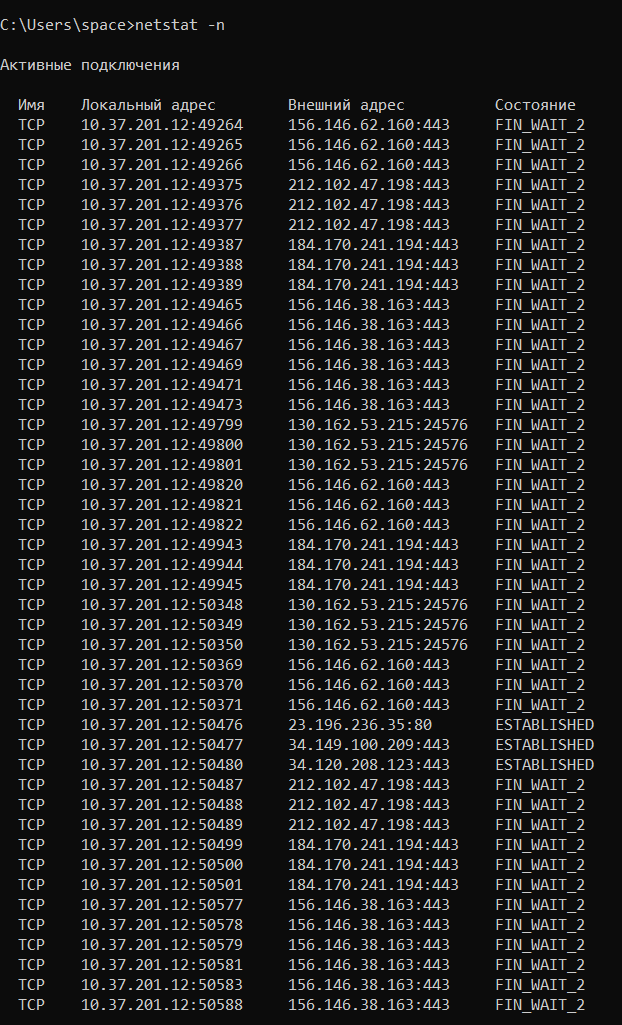 C:\Users\space>netstat -n
Активные подключения
Имя Локальный адрес Внешний адрес Состояние
TCP 10.37.201.12:49264 156.146.62.160:443 FIN_WAIT_2
TCP 10.37.201.12:49265 156.146.62.160:443 FIN_WAIT_2
TCP 10.37.201.12:49266 156.146.62.160:443 FIN_WAIT_2
TCP 10.37.201.12:49375 212.102.47.198:443 FIN_WAIT_2
TCP 10.37.201.12:49376 212.102.47.198:443 FIN_WAIT_2
TCP 10.37.201.12:49377 212.102.47.198:443 FIN_WAIT_2
TCP 10.37.201.12:49387 184.170.241.194:443 FIN_WAIT_2
TCP 10.37.201.12:49388 184.170.241.194:443 FIN_WAIT_2
TCP 10.37.201.12:49389 184.170.241.194:443 FIN_WAIT_2
TCP 10.37.201.12:49465 156.146.38.163:443 FIN_WAIT_2
TCP 10.37.201.12:49466 156.146.38.163:443 FIN_WAIT_2
TCP 10.37.201.12:49467 156.146.38.163:443 FIN_WAIT_2
TCP 10.37.201.12:49469 156.146.38.163:443 FIN_WAIT_2
TCP 10.37.201.12:49471 156.146.38.163:443 FIN_WAIT_2
TCP 10.37.201.12:49473 156.146.38.163:443 FIN_WAIT_2
TCP 10.37.201.12:49799 130.162.53.215:24576 FIN_WAIT_2
TCP 10.37.201.12:49800 130.162.53.215:24576 FIN_WAIT_2
TCP 10.37.201.12:49801 130.162.53.215:24576 FIN_WAIT_2
TCP 10.37.201.12:49820 156.146.62.160:443 FIN_WAIT_2
TCP 10.37.201.12:49821 156.146.62.160:443 FIN_WAIT_2
TCP 10.37.201.12:49822 156.146.62.160:443 FIN_WAIT_2
TCP 10.37.201.12:49943 184.170.241.194:443 FIN_WAIT_2
TCP 10.37.201.12:49944 184.170.241.194:443 FIN_WAIT_2
TCP 10.37.201.12:49945 184.170.241.194:443 FIN_WAIT_2
TCP 10.37.201.12:50348 130.162.53.215:24576 FIN_WAIT_2
TCP 10.37.201.12:50349 130.162.53.215:24576 FIN_WAIT_2
TCP 10.37.201.12:50350 130.162.53.215:24576 FIN_WAIT_2
TCP 10.37.201.12:50369 156.146.62.160:443 FIN_WAIT_2
TCP 10.37.201.12:50370 156.146.62.160:443 FIN_WAIT_2
TCP 10.37.201.12:50371 156.146.62.160:443 FIN_WAIT_2
TCP 10.37.201.12:50476 23.196.236.35:80 ESTABLISHED
TCP 10.37.201.12:50477 34.149.100.209:443 ESTABLISHED
TCP 10.37.201.12:50480 34.120.208.123:443 ESTABLISHED
TCP 10.37.201.12:50487 212.102.47.198:443 FIN_WAIT_2
TCP 10.37.201.12:50488 212.102.47.198:443 FIN_WAIT_2
TCP 10.37.201.12:50489 212.102.47.198:443 FIN_WAIT_2
TCP 10.37.201.12:50499 184.170.241.194:443 FIN_WAIT_2
TCP 10.37.201.12:50500 184.170.241.194:443 FIN_WAIT_2
TCP 10.37.201.12:50501 184.170.241.194:443 FIN_WAIT_2
TCP 10.37.201.12:50577 156.146.38.163:443 FIN_WAIT_2
TCP 10.37.201.12:50578 156.146.38.163:443 FIN_WAIT_2
TCP 10.37.201.12:50579 156.146.38.163:443 FIN_WAIT_2
TCP 10.37.201.12:50581 156.146.38.163:443 FIN_WAIT_2
TCP 10.37.201.12:50583 156.146.38.163:443 FIN_WAIT_2
TCP 10.37.201.12:50588 156.146.38.163:443 FIN_WAIT_2